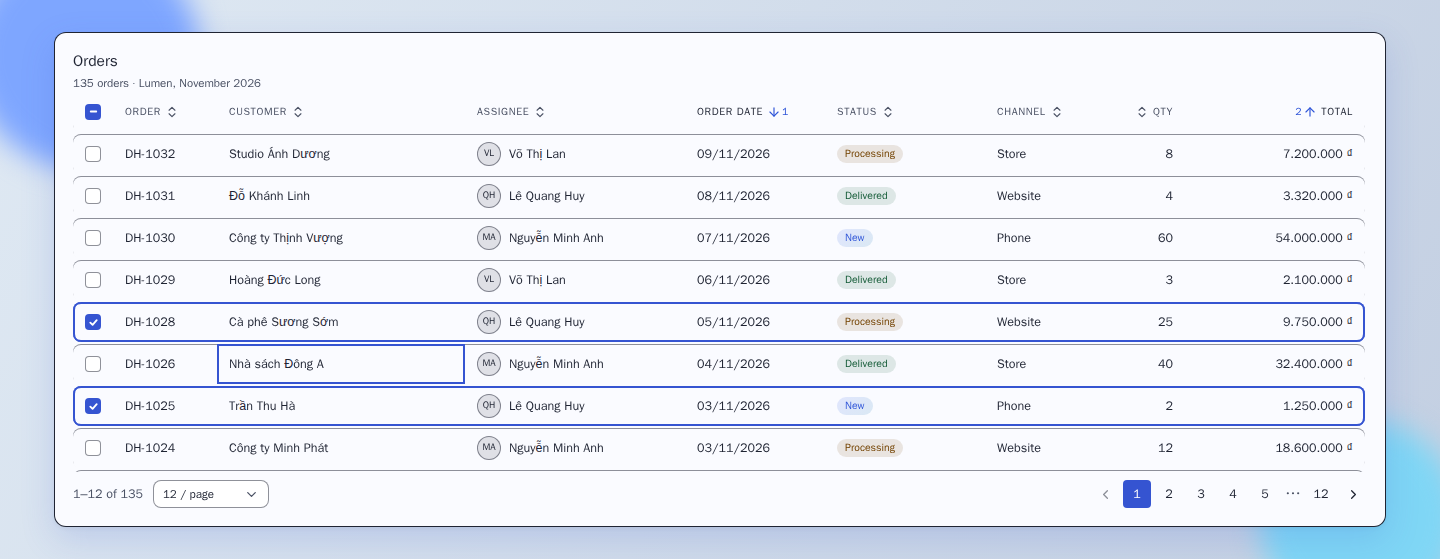 Orders
135 orders · Lumen, November 2026
ORDER CUSTOMER ASSIGNEE ORDER DATE 1 STATUS CHANNEL QTY 2 TOTAL
DH-1032 Studio Ánh Dương VL Võ Thị Lan 09/11/2026 Processing Store 8 7.200.000 ₫
DH-1031 Đỗ Khánh Linh QH Lê Quang Huy 08/11/2026 Delivered Website 4 3.320.000 ₫
DH-1030 Công ty Thịnh Vượng MA Nguyễn Minh Anh 07/11/2026 New Phone 60 54.000.000 ₫
DH-1029 Hoàng Đức Long VL Võ Thị Lan 06/11/2026 Delivered Store 3 2.100.000 ₫
DH-1028 Cà phê Sương Sớm QH Lê Quang Huy 05/11/2026 Processing Website 25 9.750.000 ₫
DH-1026 Nhà sách Đông A MA Nguyễn Minh Anh 04/11/2026 Delivered Store 40 32.400.000 ₫
DH-1025 Trần Thu Hà QH Lê Quang Huy 03/11/2026 New Phone 2 1.250.000 ₫
DH-1024 Công ty Minh Phát MA Nguyễn Minh Anh 03/11/2026 Processing Website 12 18.600.000 ₫
1–12 of 135 12 / page 1 2 3 4 5 ··· 12